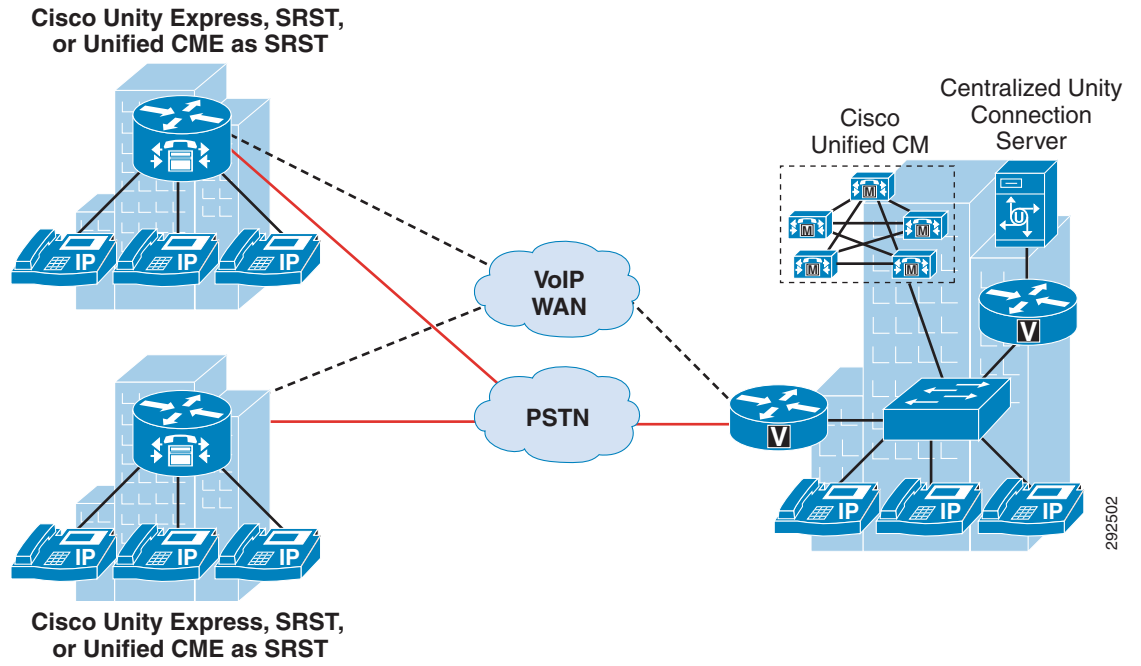 Cisco Unity Express, SRST,
or Unified CME as SRST
IP
IP
IP
Centralized Unity
Connection
Server
Cisco
Unified CM
M
M
M
M
M
U
V
VoIP
WAN
PSTN
V
IP
IP
IP
IP
IP
IP
292502
Cisco Unity Express, SRST,
or Unified CME as SRST